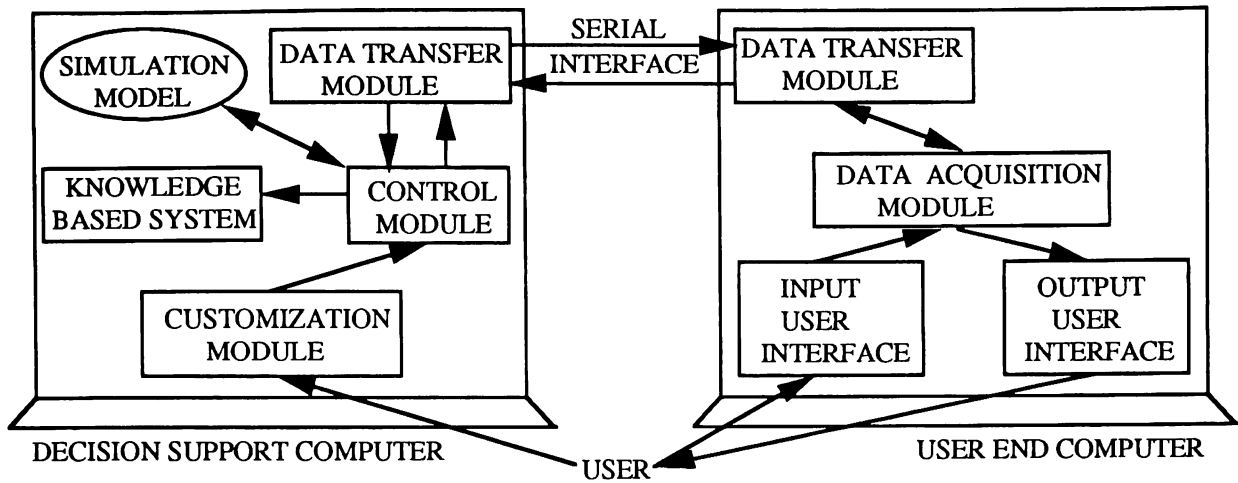 SIMULATION
MODEL
DATA TRANSFER
MODULE
SERIAL
INTERFACE
DATA TRANSFER
MODULE
KNOWLEDGE
BASED SYSTEM
CONTROL
MODULE
DATA ACQUISITION
MODULE
CUSTOMIZATION
MODULE
INPUT
USER
INTERFACE
OUTPUT
USER
INTERFACE
DECISION SUPPORT COMPUTER
USER
USER END COMPUTER